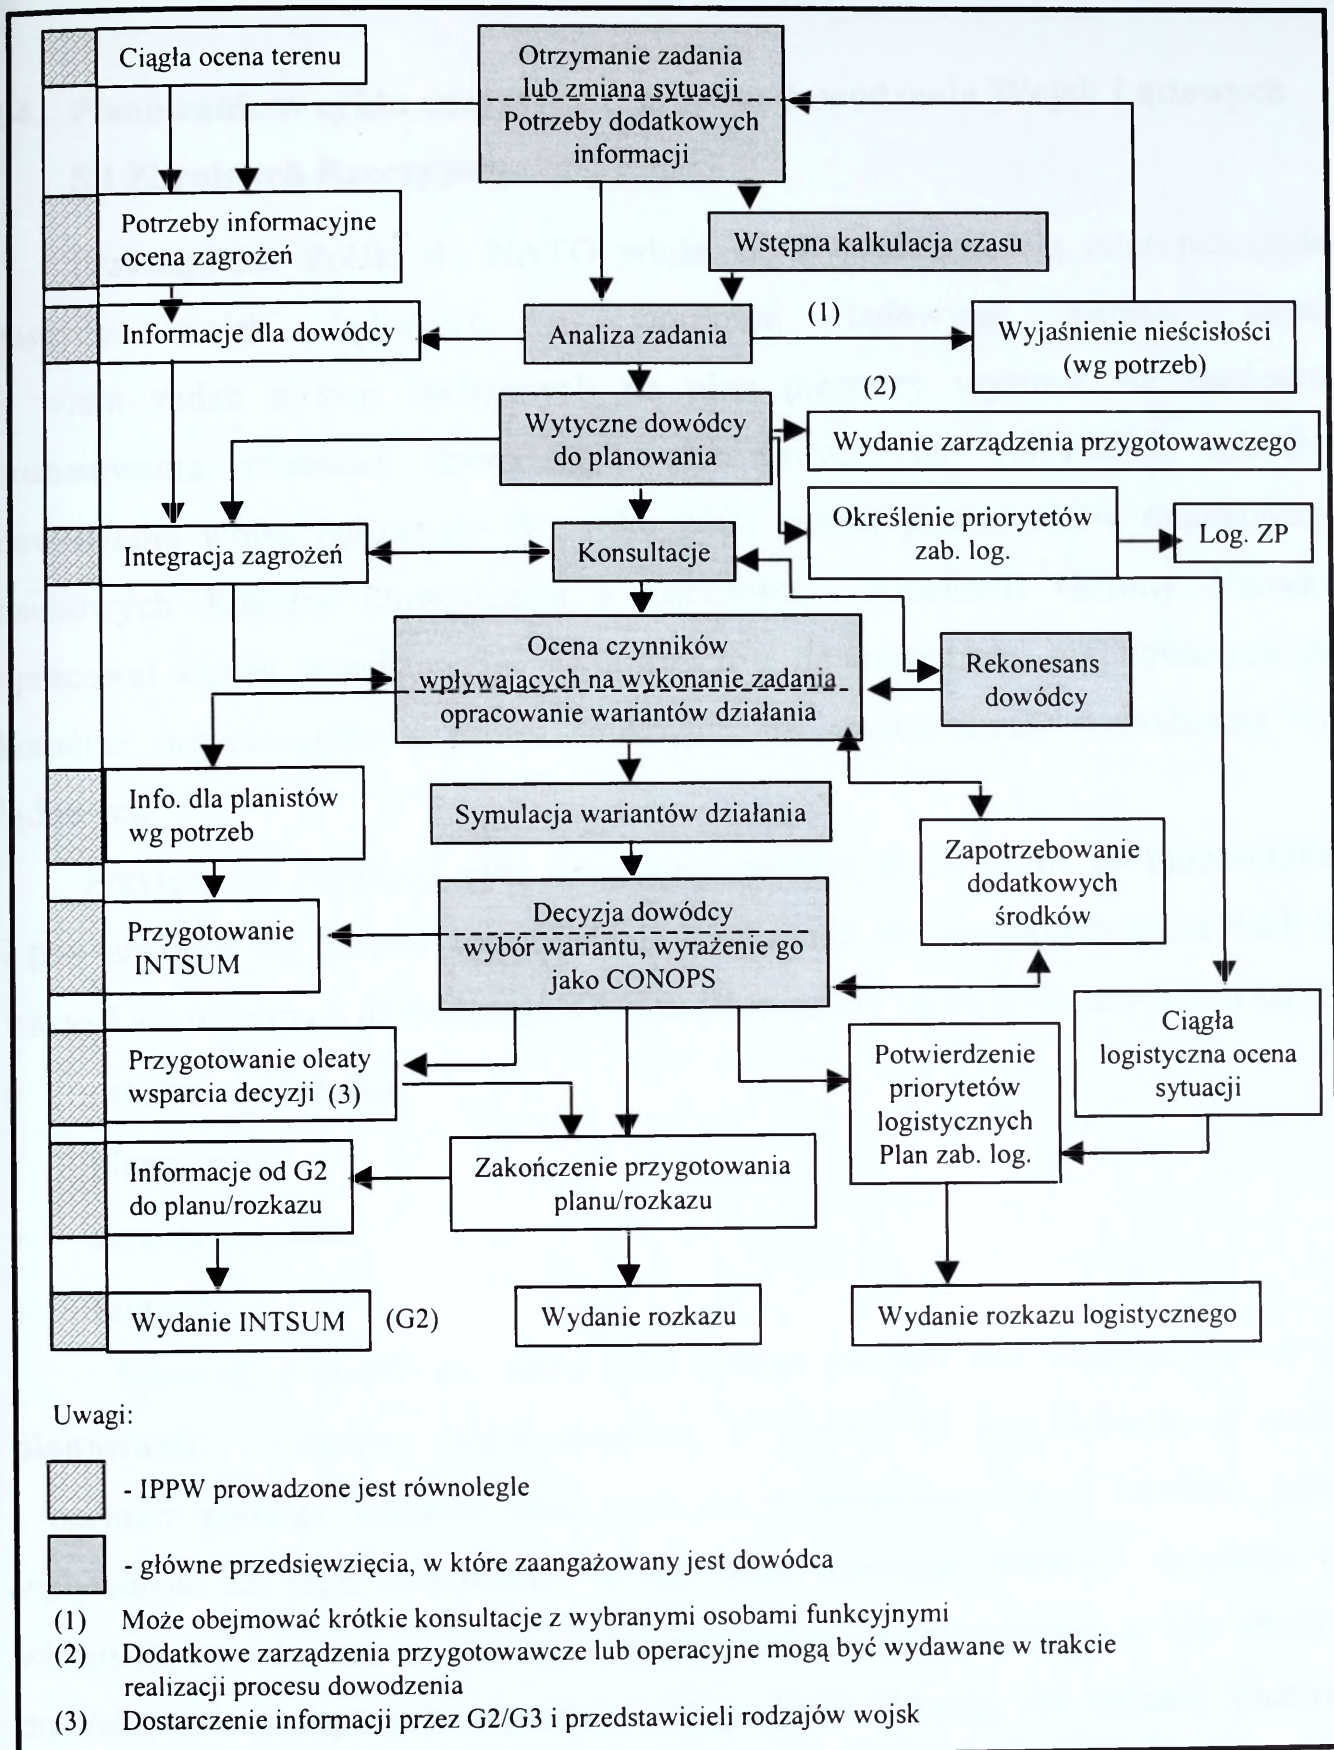 Ciągła ocena terenu
Otrzymanie zadania
lub zmiana sytuacji
Potrzeby dodatkowych
informacji
Potrzeby informacyjne
ocena zagrożeń
Wstępna kalkulacja czasu
Informacje dla dowódcy
Analiza zadania
(1)
Wyjaśnienie nieścisłości
(wg potrzeb)
(2)
Wytyczne dowódcy
do planowania
Wydanie zarządzenia przygotowawczego
Określenie priorytetów
zab. log.
Log. ZP
Integracja zagrożeń
Konsultacje
Ocena czynników
wpływających na wykonanie zadania
opracowanie wariantów działania
Rekonesans
dowódcy
Info. dla planistów
wg potrzeb
Symulacja wariantów działania
Zapotrzebowanie
dodatkowych
środków
Przygotowanie
INTSUM
Decyzja dowódcy
wybór wariantu, wyrażenie go
jako CONOPS
Ciągła
logistyczna ocena
sytuacji
Przygotowanie oleaty
wsparcia decyzji (3)
Potwierdzenie
priorytetów
logistycznych
Plan zab. log.
Informacje od G2
do planu/rozkazu
Zakończenie przygotowania
planu/rozkazu
Wydanie INTSUM
(G2)
Wydanie rozkazu
Wydanie rozkazu logistycznego
Uwagi:
- IPPW prowadzone jest równolegle
- główne przedsięwzięcia, w które zaangażowany jest dowódca
(1) Może obejmować krótkie konsultacje z wybranymi osobami funkcyjnymi
(2) Dodatkowe zarządzenia przygotowawcze lub operacyjne mogą być wydawane w trakcie
realizacji procesu dowodzenia
(3) Dostarczenie informacji przez G2/G3 i przedstawicieli rodzajów wojsk